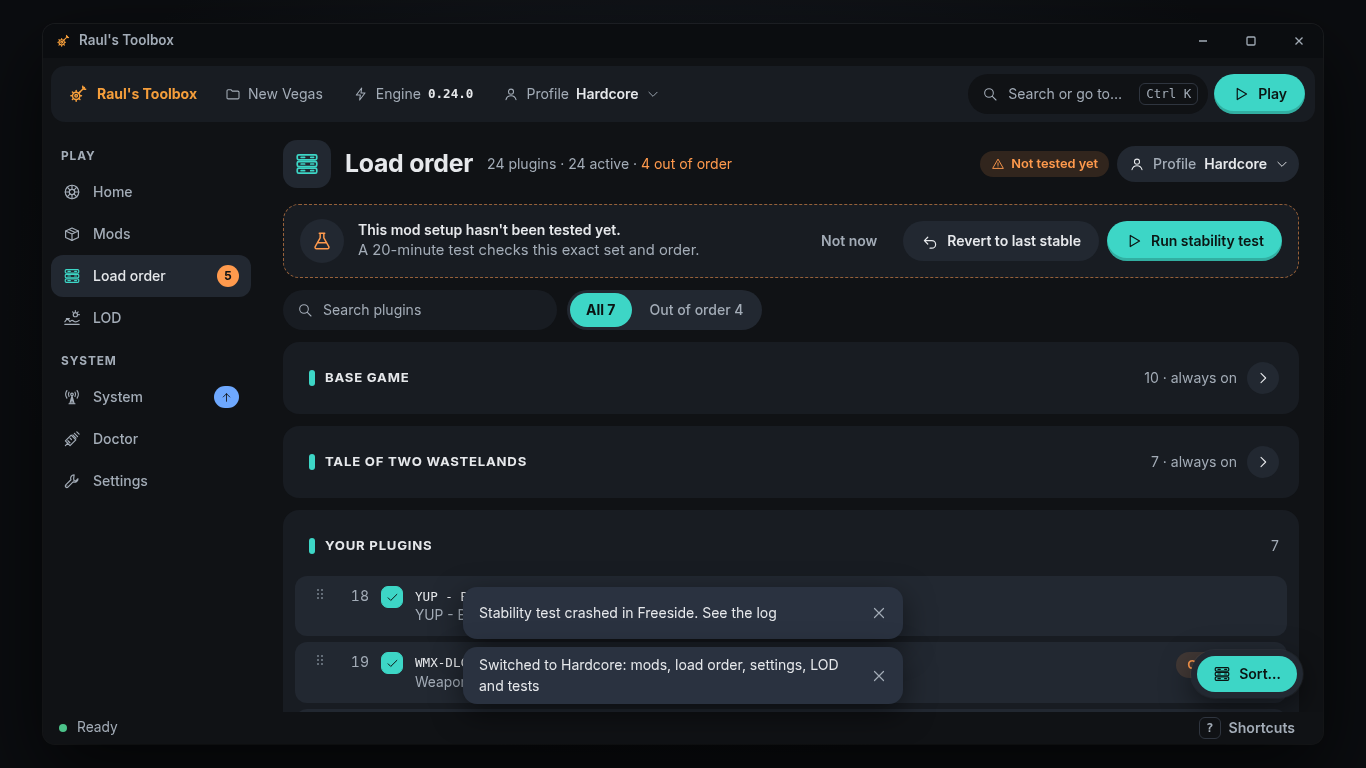 Raul's Toolbox
Raul's Toolbox
New Vegas
Engine 0.24.0
Profile Hardcore
Search or go to...
Ctrl K
Play
PLAY
Home
Mods
Load order
5
LOD
SYSTEM
System
Doctor
Settings
Load order
24 plugins · 24 active · 4 out of order
Not tested yet
Profile Hardcore
This mod setup hasn't been tested yet.
A 20-minute test checks this exact set and order.
Not now
Revert to last stable
Run stability test
Search plugins
All 7
Out of order 4
BASE GAME
10 · always on
TALE OF TWO WASTELANDS
7 · always on
YOUR PLUGINS
7
18
YUP -
YUP -
Stability test crashed in Freeside. See the log
19
Switched to Hardcore: mods, load order, settings, LOD
and tests
Sort...
Ready
? Shortcuts